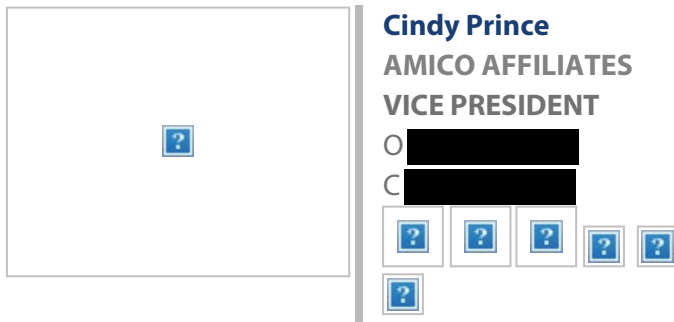 Cindy Prince
AMICO AFFILIATES
VICE PRESIDENT
O
C